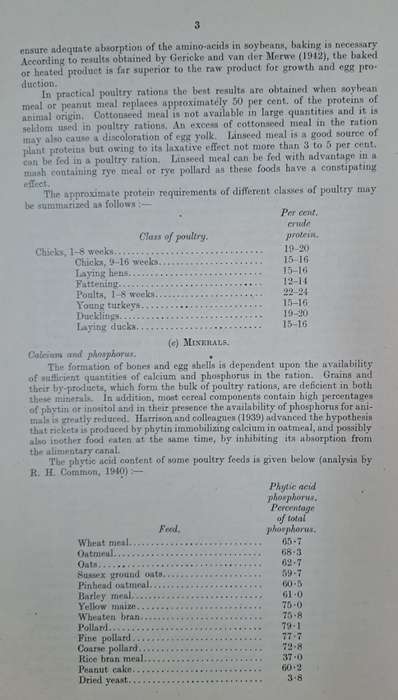 3
ensure adequate absorption of the amino-acids in soybeans, baking is necessary
According to results obtained by Gericke and van der Merwe (1942), the baked
or heated product is far superior to the raw product for growth and egg pro-
duction.
In practical poultry rations the best results are obtained when soybean
meal or peanut meal replaces approximately 50 per cent. of the proteins of
animal origin. Cottonseed meal is not available in large quantities and it is
seldom used in poultry rations. An excess of cottonseed meal in the ration
may also cause a discoloration of egg yolk. Linseed meal is a good source of
plant proteins but owing to its laxative effect not more than 3 to 5 per cent.
can be fed in a poultry ration. Linseed meal can be fed with advantage in a
mash containing rye meal or rye pollard as these foods have a constipating
effect.
The approximate protein requirements of different classes of poultry may
be summarized as follows :—
Per cent.
crude
Class of poultry. protein.
Chicks, 1-8 weeks.............................. 19-20
Chicks, 9-16 weeks.................... 15-16
Laying hens.......................... 15-16
Fattening............................ 12-14
Poults, 1-8 weeks..................... 22-24
Young turkeys........................ 15-16
Ducklings............................ 19-20
Laying ducks......................... 15-16
(c) MINERALS.
Calcium and phosphorus.
The formation of bones and egg shells is dependent upon the availability
of sufficient quantities of calcium and phosphorus in the ration. Grains and
their by-products, which form the bulk of poultry rations, are deficient in both
these minerals. In addition, most cereal components contain high percentages
of phytin or inositol and in their presence the availability of phosphorus for ani-
mals is greatly reduced. Harrison and colleagues (1939) advanced the hypothesis
that rickets is produced by phytin immobilizing calcium in oatmeal, and possibly
also inother food eaten at the same time, by inhibiting its absorption from
the alimentary canal.
The phytic acid content of some poultry feeds is given below (analysis by
R. H. Common, 1940) :—
Phytic acid
phosphorus.
Percentage
of total
Feed. phosphorus.
Wheat meal.......................... 65·7
Oatmeal............................. 68·3
Oats................................ 62·7
Sussex ground oats................... 59·7
Pinhead oatmeal...................... 60·5
Barley meal.......................... 61·0
Yellow maize......................... 75·0
Wheaten bran......................... 75·8
Pollard.............................. 79·1
Fine pollard......................... 77·7
Coarse pollard....................... 72·8
Rice bran meal....................... 37·0
Peanut cake.......................... 60·2
Dried yeast.......................... 3·8